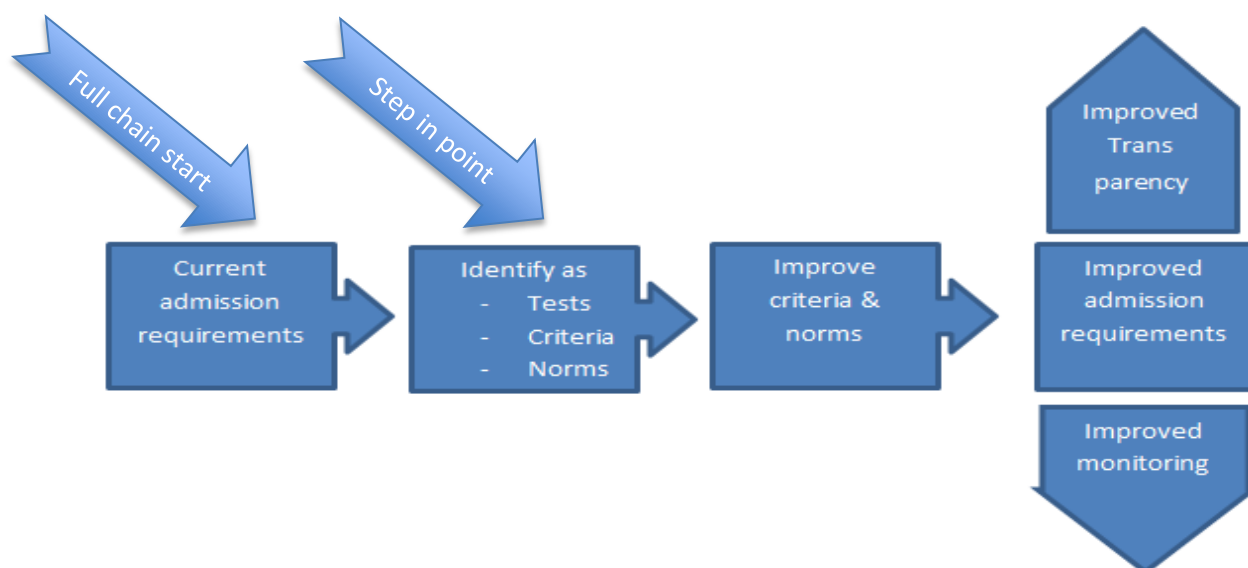 Full chain start
Step in point
Current
admission
requirements
Identify as
- Tests
- Criteria
- Norms
Improve
criteria &
norms
Improved
Trans
parency
Improved
admission
requirements
Improved
monitoring